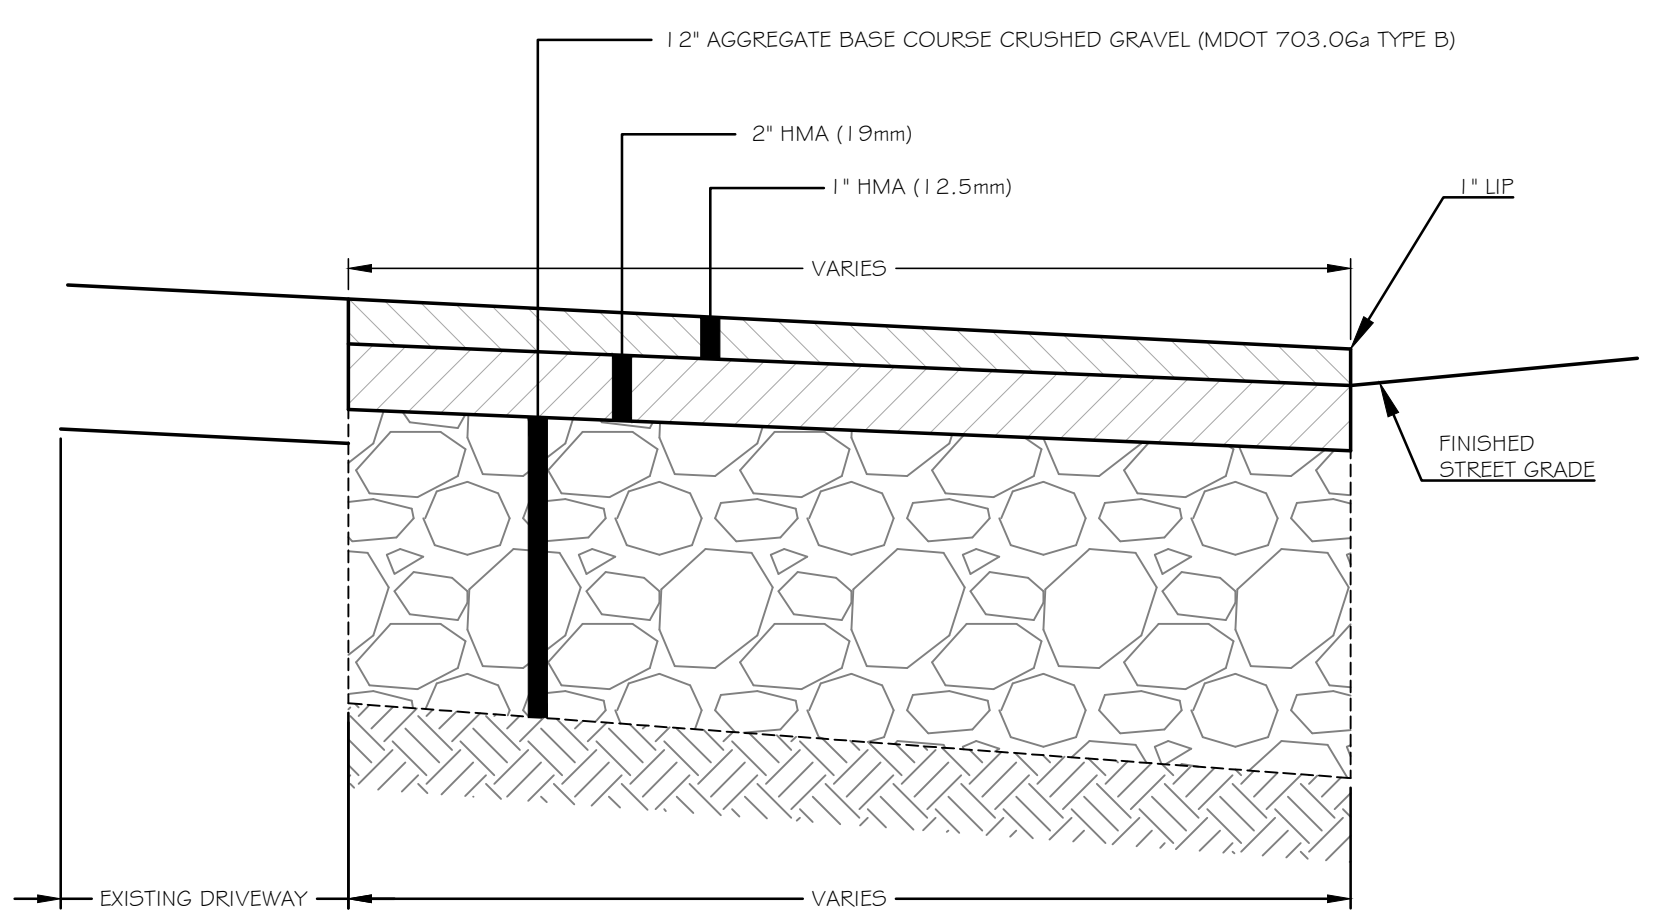 12" AGGREGATE BASE COURSE CRUSHED GRAVEL (MDOT 703.06a TYPE B)
2" HMA (19mm)
1" HMA (12.5mm)
1" LIP
VARIES
FINISHED
STREET GRADE
EXISTING DRIVEWAY
VARIES